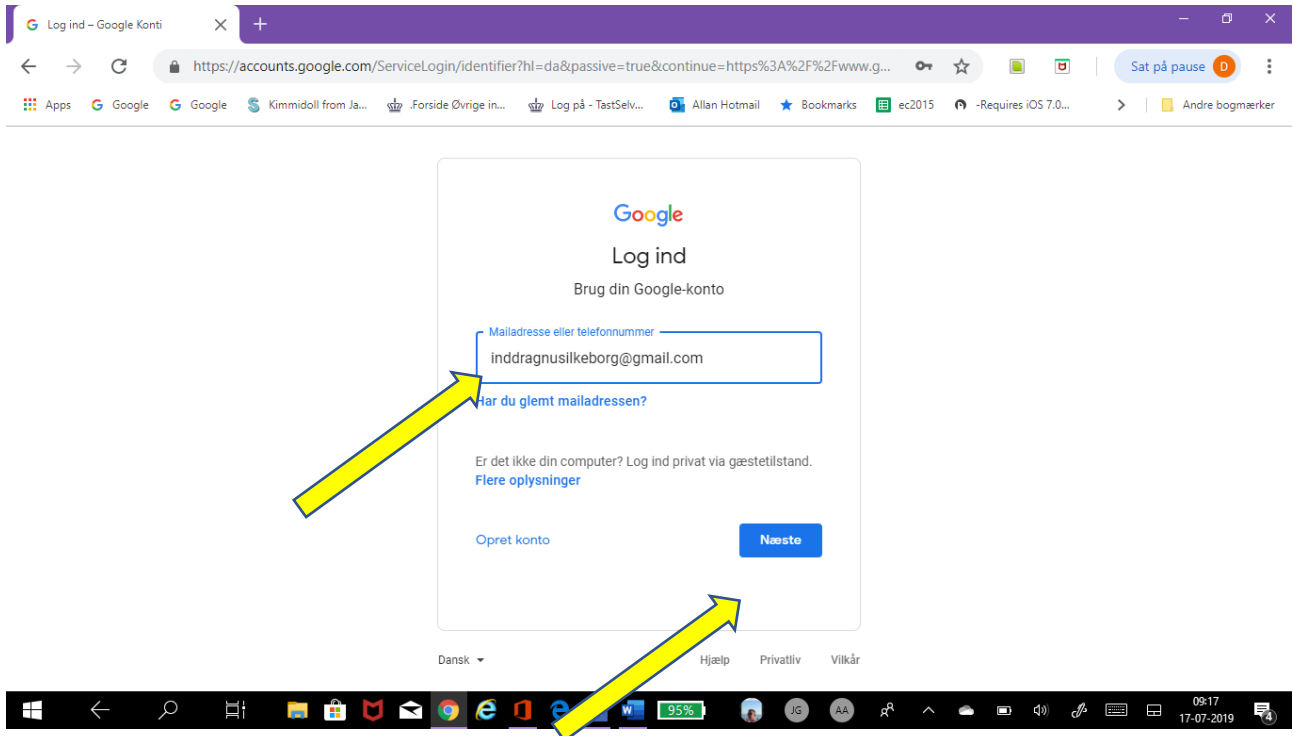 G Log ind – Google Konti
https://accounts.google.com/ServiceLogin/identifier?hl=da&passive=true&continue=https%3A%2F%2Fwww.g... Sat på pause D
Apps G Google G Google Kimmidoll from Ja... .Forside Øvrige in... Log på - TastSelv... Allan Hotmail Bookmarks ec2015 -Requires iOS 7.0... Andre bogmærker
Google
Log ind
Brug din Google-konto
Mailadresse eller telefonnummer
inddragnusilkeborg@gmail.com
Har du glemt mailadressen?
Er det ikke din computer? Log ind privat via gæstetilstand.
Flere oplysninger
Opret konto Næste
Dansk Hjælp Privatliv Vilkår
95% JG AA 09:17
17-07-2019 4